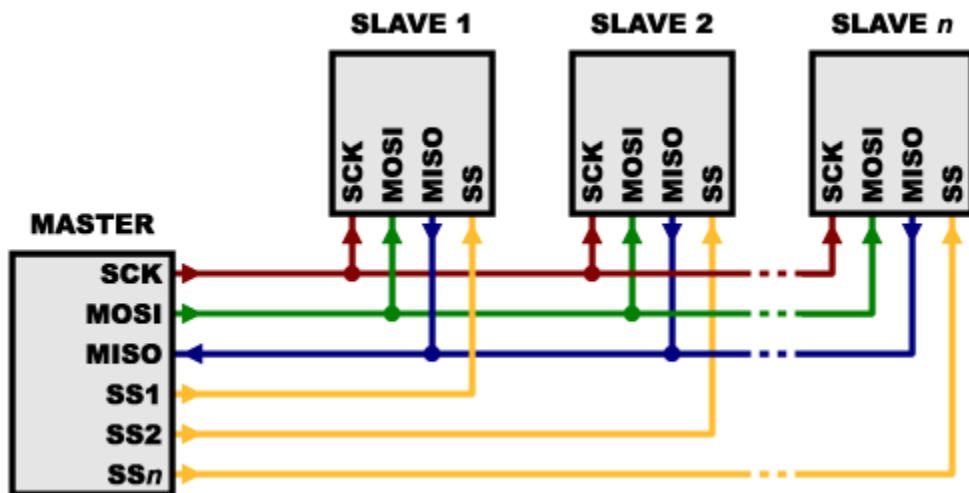 SLAVE 1
SLAVE 2
SLAVE n
SCK
MOSI
MISO
SS
SCK
MOSI
MISO
SS
SCK
MOSI
MISO
SS
MASTER
SCK
MOSI
MISO
SS1
SS2
SSn